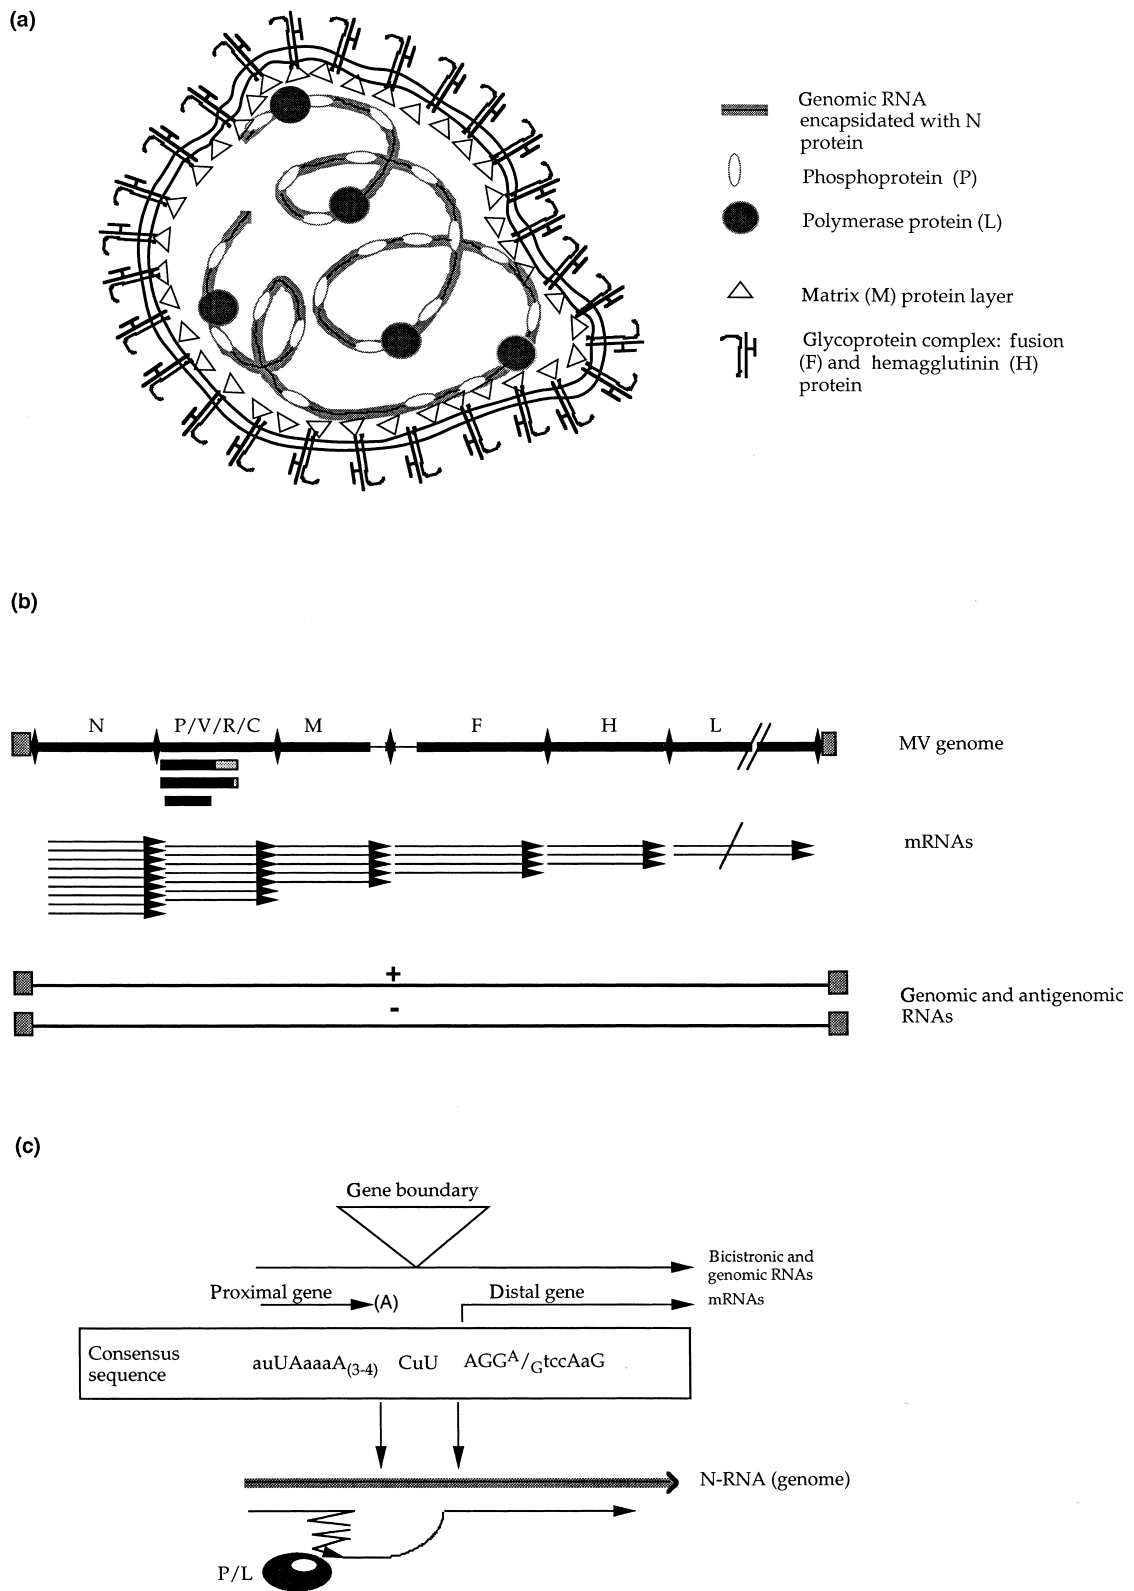 (a)
Genomic RNA
encapsidated with N
protein
Phosphoprotein (P)
Polymerase protein (L)
Matrix (M) protein layer
Glycoprotein complex: fusion
(F) and hemagglutinin (H)
protein
(b)
N P/V/R/C M F H L
MV genome
mRNAs
+
-
Genomic and antigenomic
RNAs
(c)
Gene boundary
Bicistronic and
genomic RNAs
Proximal gene (A) Distal gene mRNAs
Consensus
sequence
auUAaaaA(3-4) CuU AGGA/GtccAaG
N-RNA (genome)
P/L